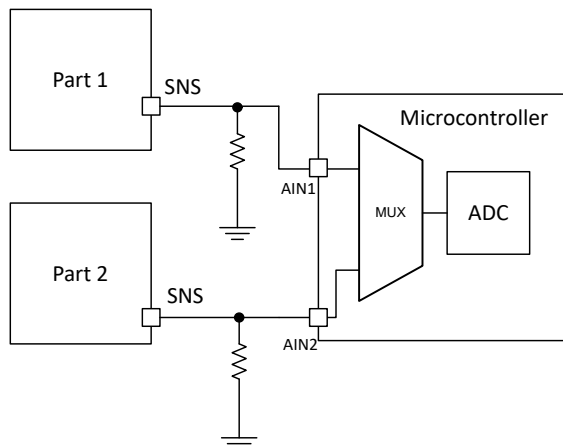 Part 1
SNS
Microcontroller
AIN1
MUX
ADC
Part 2
SNS
AIN2